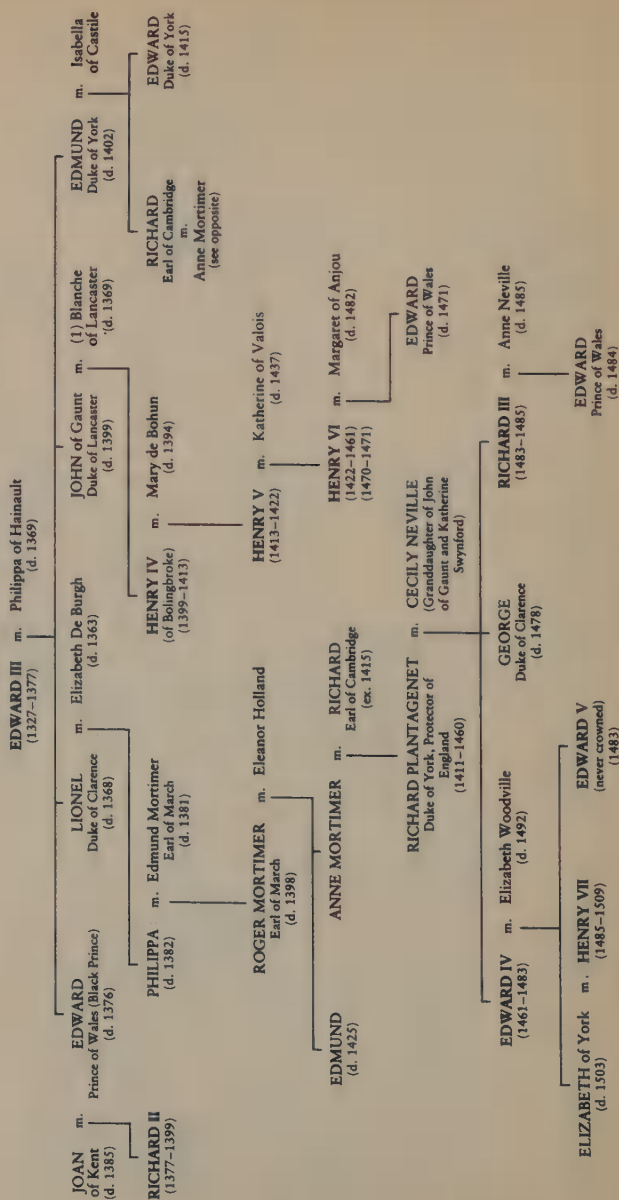 EDWARD III m. Philippa of Hainault
(1327–1377) (d. 1369)
JOAN m. EDWARD
of Kent Prince of Wales (Black Prince)
(d. 1385) (d. 1376)
LIONEL m. Elizabeth De Burgh
Duke of Clarence (d. 1363)
(d. 1368)
JOHN of Gaunt m. (1) Blanche
Duke of Lancaster of Lancaster
(d. 1399) (d. 1369)
EDMUND m. Isabella
Duke of York of Castile
(d. 1402)
RICHARD II
(1377–1399)
PHILIPPA m. Edmund Mortimer
(d. 1382) Earl of March
(d. 1381)
HENRY IV m. Mary de Bohun
(of Bolingbroke) (d. 1394)
(1399–1413)
RICHARD
Earl of Cambridge
m.
Anne Mortimer
(see opposite)
EDWARD
Duke of York
(d. 1415)
ROGER MORTIMER m. Eleanor Holland
Earl of March
(d. 1398)
HENRY V m. Katherine of Valois
(1413–1422) (d. 1437)
EDMUND
(d. 1425)
ANNE MORTIMER m. RICHARD
Earl of Cambridge
(ex. 1415)
HENRY VI m. Margaret of Anjou
(1422–1461) (d. 1482)
(1470–1471)
RICHARD PLANTAGENET m. CECILY NEVILLE
Duke of York, Protector of (Granddaughter of John
England of Gaunt and Katherine
(1411–1460) Swynford)
EDWARD
Prince of Wales
(d. 1471)
EDWARD IV m. Elizabeth Woodville
(1461–1483) (d. 1492)
GEORGE
Duke of Clarence
(d. 1478)
RICHARD III m. Anne Neville
(1483–1485) (d. 1485)
ELIZABETH of York m. HENRY VII
(d. 1503) (1485–1509)
EDWARD V
(never crowned)
(1483)
EDWARD
Prince of Wales
(d. 1484)